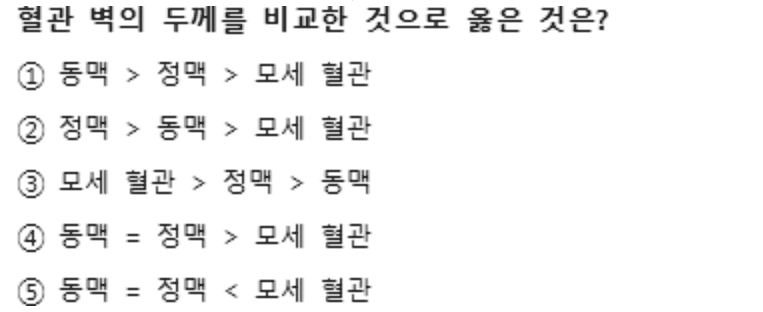 혈관 벽의 두께를 비교한 것으로 옳은 것은?
① 동맥 > 정맥 > 모세 혈관
② 정맥 > 동맥 > 모세 혈관
③ 모세 혈관 > 정맥 > 동맥
④ 동맥 = 정맥 > 모세 혈관
⑤ 동맥 = 정맥 < 모세 혈관